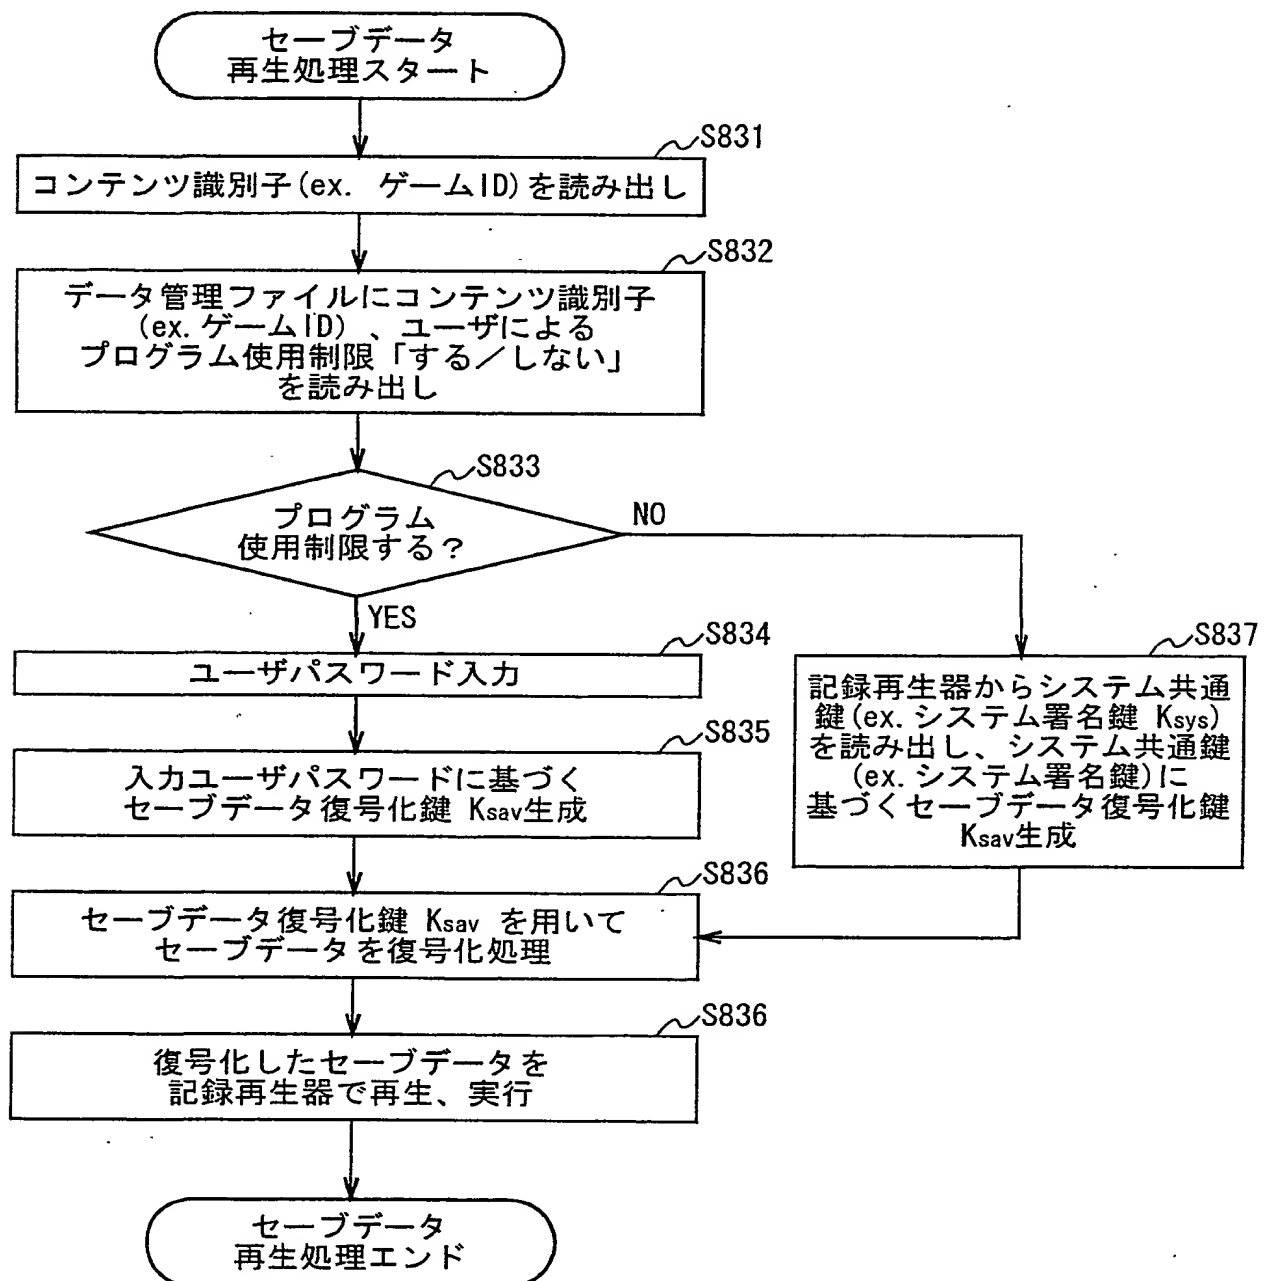 セーブデータ
再生処理スタート
S831
コンテンツ識別子(ex. ゲームID)を読み出し
S832
データ管理ファイルにコンテンツ識別子
(ex.ゲームID)、ユーザによる
プログラム使用制限「する／しない」
を読み出し
S833
プログラム
使用制限する？
NO
YES
S834
ユーザパスワード入力
S835
入力ユーザパスワードに基づく
セーブデータ復号化鍵 Ksav生成
S837
記録再生器からシステム共通
鍵(ex.システム署名鍵 Ksys)
を読み出し、システム共通鍵
(ex.システム署名鍵)に
基づくセーブデータ復号化鍵
Ksav生成
S836
セーブデータ復号化鍵 Ksav を用いて
セーブデータを復号化処理
S836
復号化したセーブデータを
記録再生器で再生、実行
セーブデータ
再生処理エンド